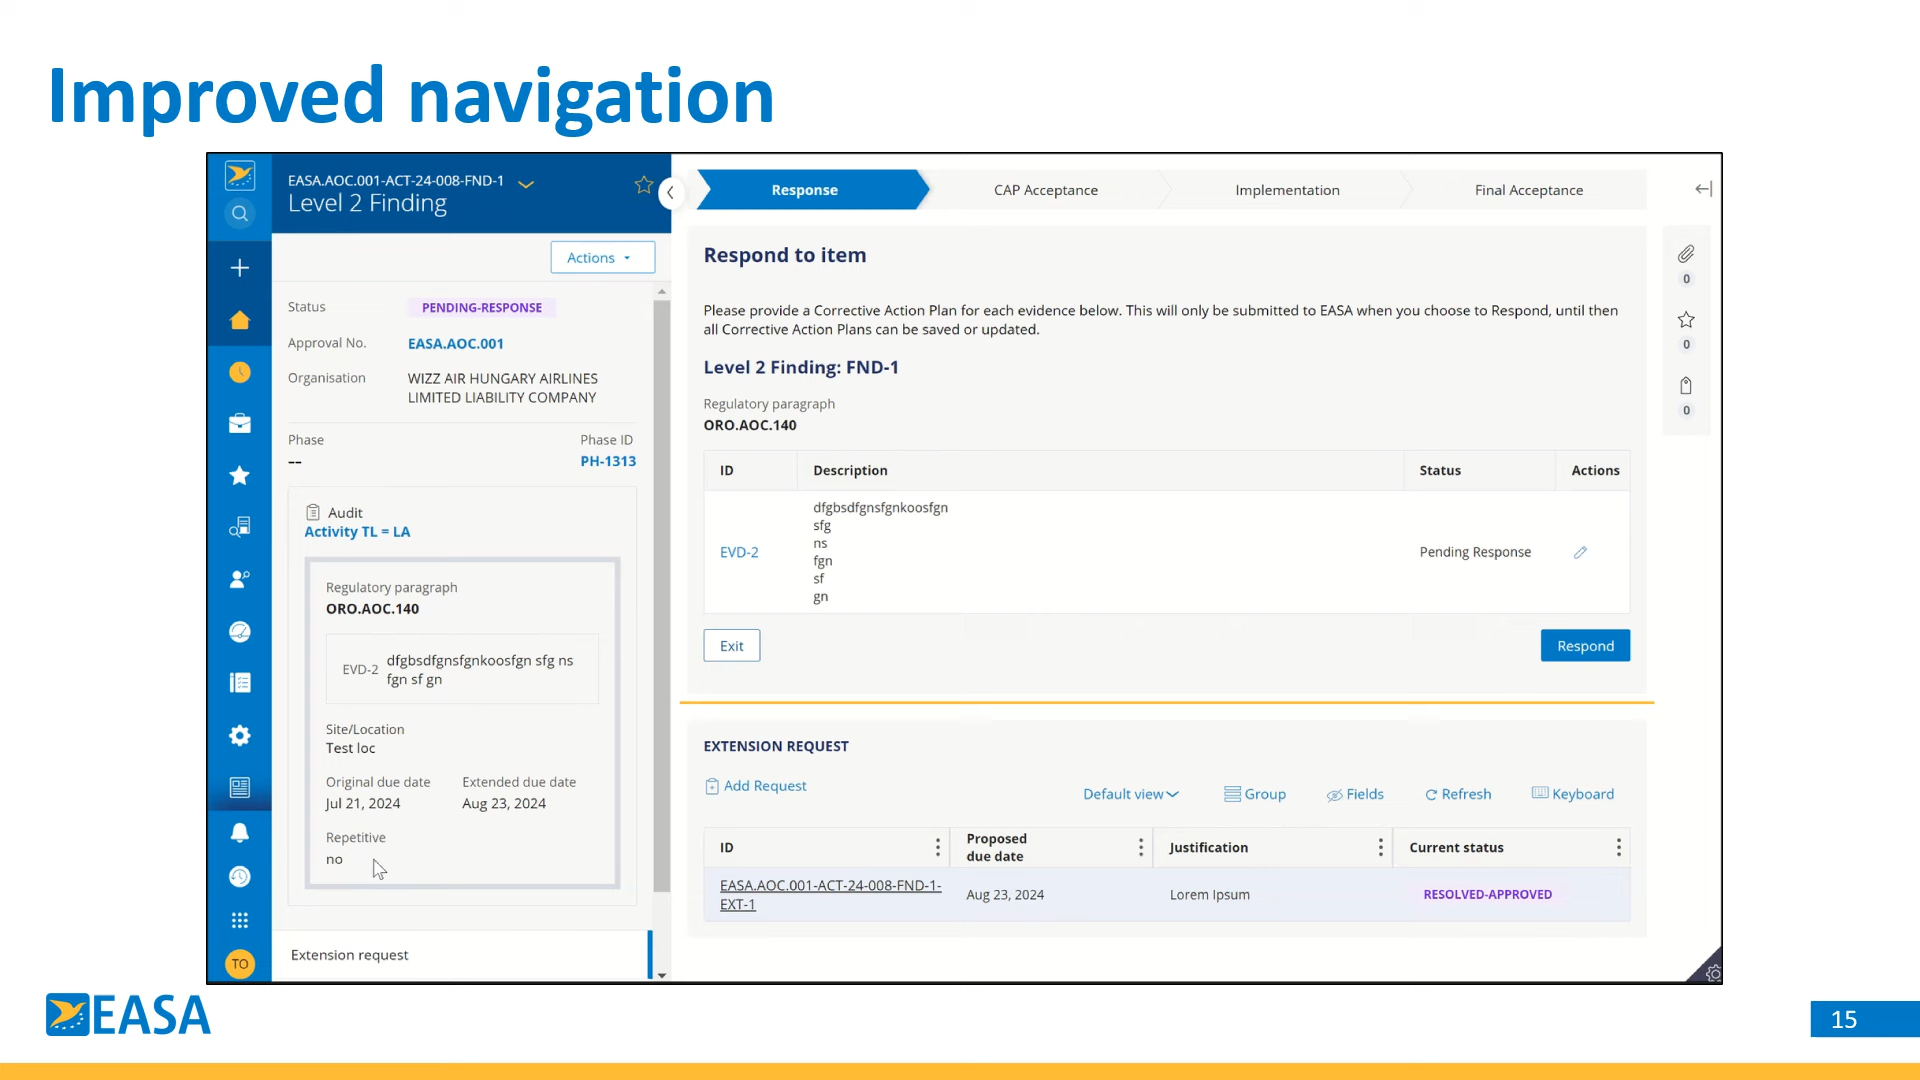 Improved navigation
EASA.AOC.001-ACT-24-008-FND-1
Level 2 Finding
Actions
Status
PENDING-RESPONSE
Approval No.
EASA.AOC.001
Organisation
WIZZ AIR HUNGARY AIRLINES
LIMITED LIABILITY COMPANY
Phase
Phase ID
--
PH-1313
Audit
Activity TL = LA
Regulatory paragraph
ORO.AOC.140
EVD-2
dfgbsdfgnsfgnkoosfgn sfg ns
fgn sf gn
Site/Location
Test loc
Original due date
Extended due date
Jul 21, 2024
Aug 23, 2024
Repetitive
no
Extension request
TO
Response
CAP Acceptance
Implementation
Final Acceptance
Respond to item
Please provide a Corrective Action Plan for each evidence below. This will only be submitted to EASA when you choose to Respond, until then
all Corrective Action Plans can be saved or updated.
Level 2 Finding: FND-1
Regulatory paragraph
ORO.AOC.140
ID
Description
Status
Actions
EVD-2
dfgbsdfgnsfgnkoosfgn
sfg
ns
fgn
sf
gn
Pending Response
Exit
Respond
EXTENSION REQUEST
Add Request
Default view
Group
Fields
Refresh
Keyboard
ID
Proposed
due date
Justification
Current status
EASA.AOC.001-ACT-24-008-FND-1-
EXT-1
Aug 23, 2024
Lorem Ipsum
RESOLVED-APPROVED
0
0
0
EASA
15